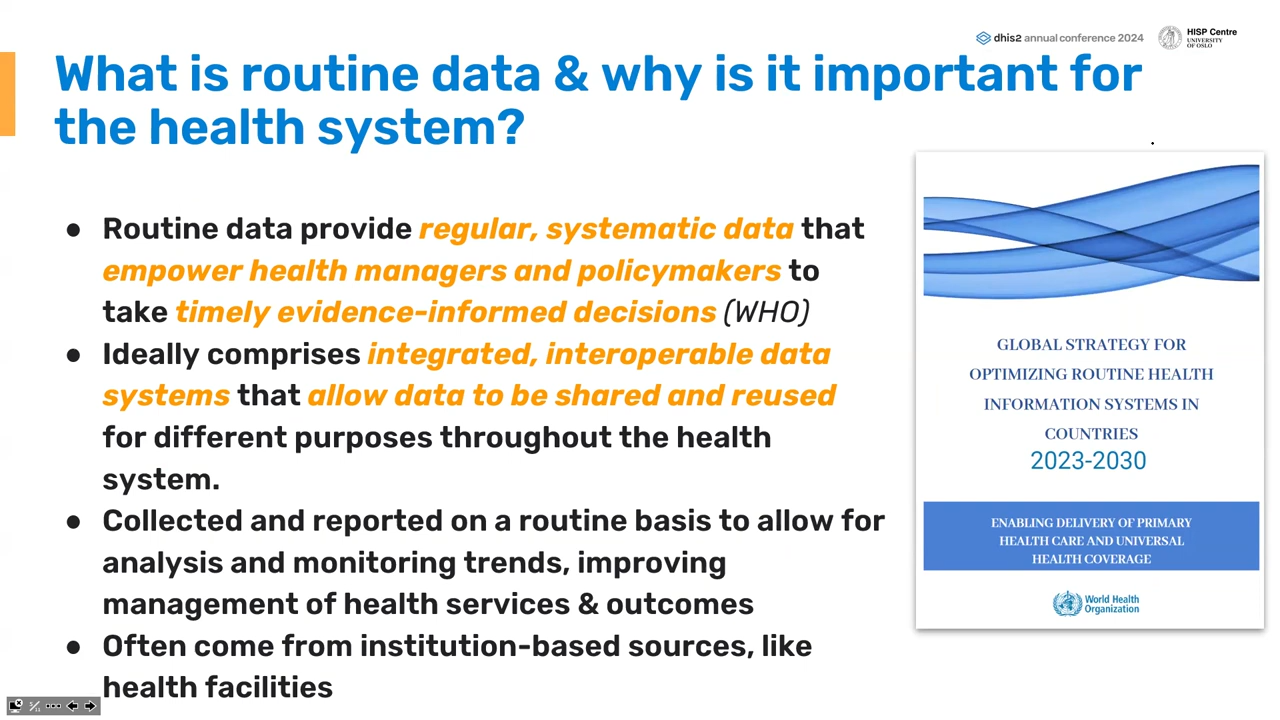 dhis2 annual conference 2024
HISP Centre
UNIVERSITY
OF OSLO
What is routine data & why is it important for
the health system?
● Routine data provide regular, systematic data that
empower health managers and policymakers to
take timely evidence-informed decisions (WHO)
● Ideally comprises integrated, interoperable data
systems that allow data to be shared and reused
for different purposes throughout the health
system.
● Collected and reported on a routine basis to allow for
analysis and monitoring trends, improving
management of health services & outcomes
● Often come from institution-based sources, like
health facilities
GLOBAL STRATEGY FOR
OPTIMIZING ROUTINE HEALTH
INFORMATION SYSTEMS IN
COUNTRIES
2023-2030
ENABLING DELIVERY OF PRIMARY
HEALTH CARE AND UNIVERSAL
HEALTH COVERAGE
World Health
Organization